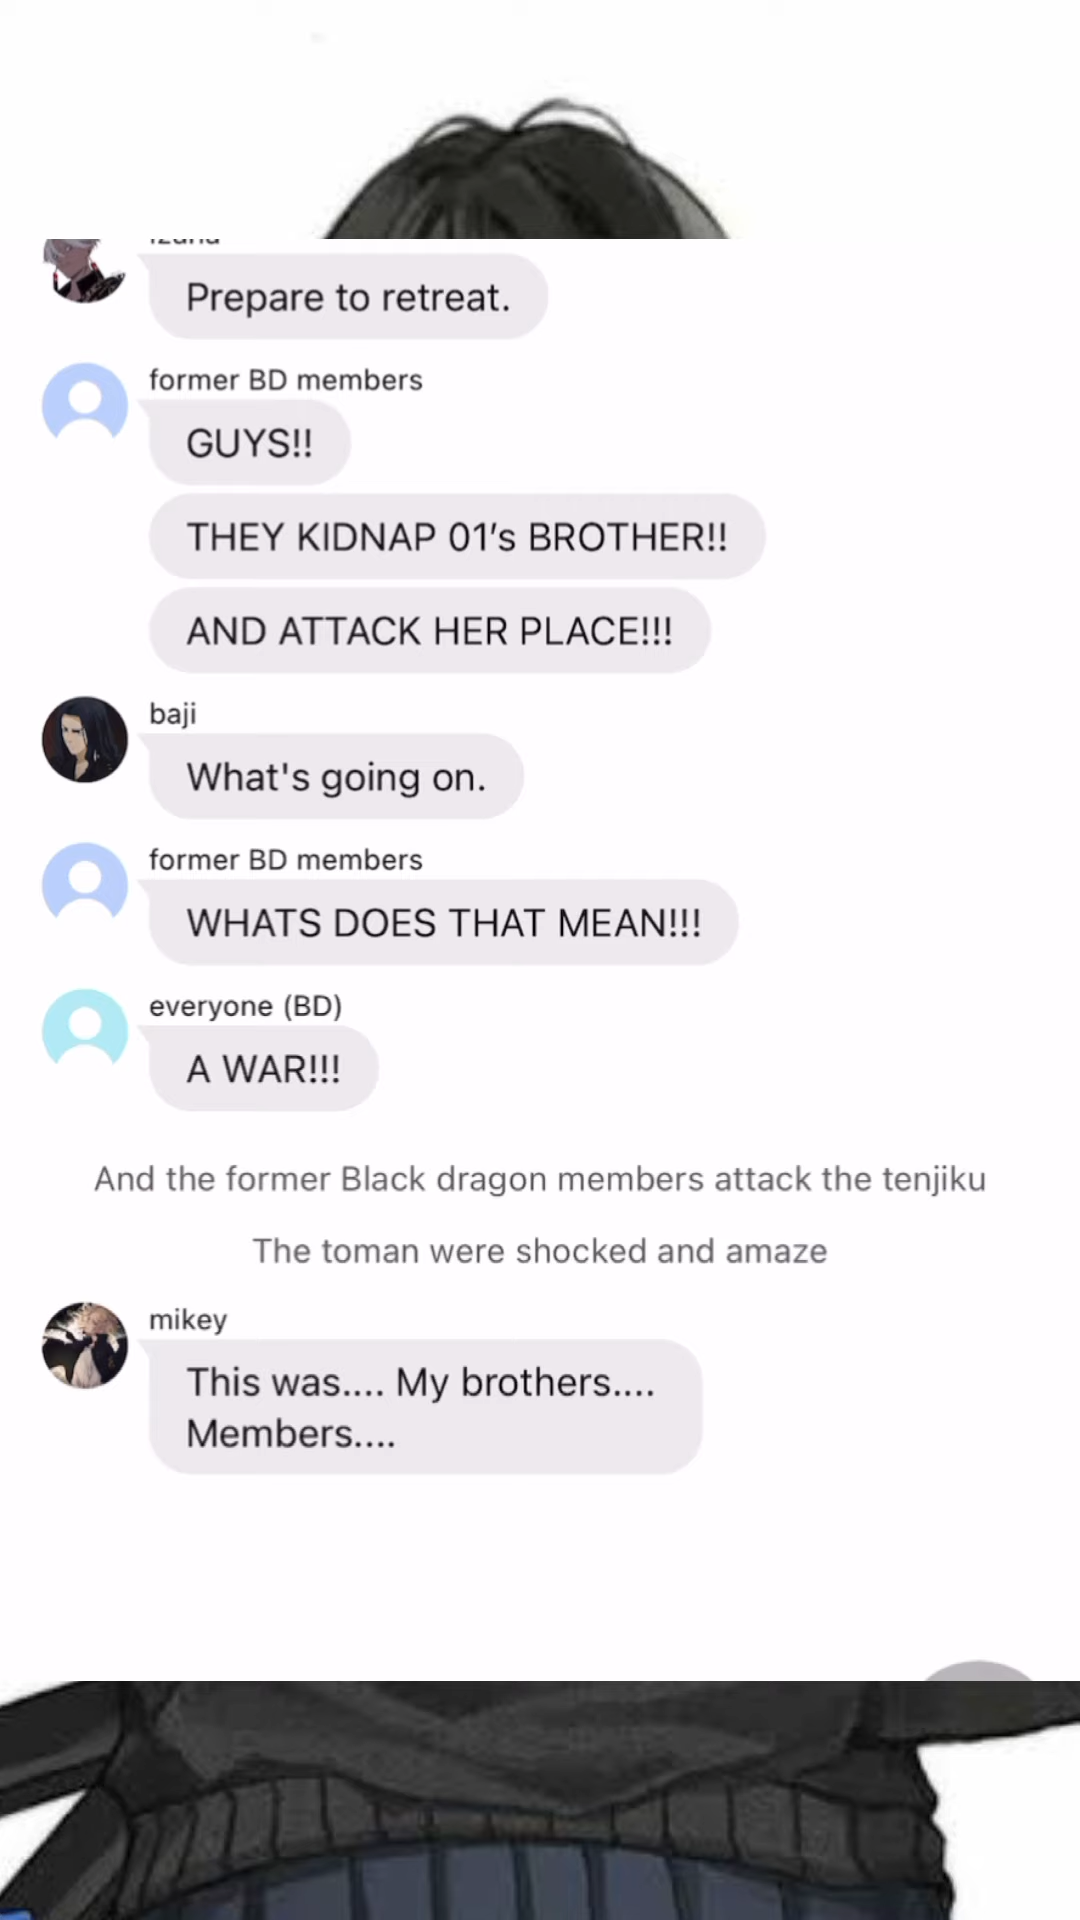 Prepare to retreat.
former BD members
GUYS!!
THEY KIDNAP 01's BROTHER!!
AND ATTACK HER PLACE!!!
baji
What's going on.
former BD members
WHATS DOES THAT MEAN!!!
everyone (BD)
A WAR!!!
And the former Black dragon members attack the tenjiku
The toman were shocked and amaze
mikey
This was.... My brothers....
Members....